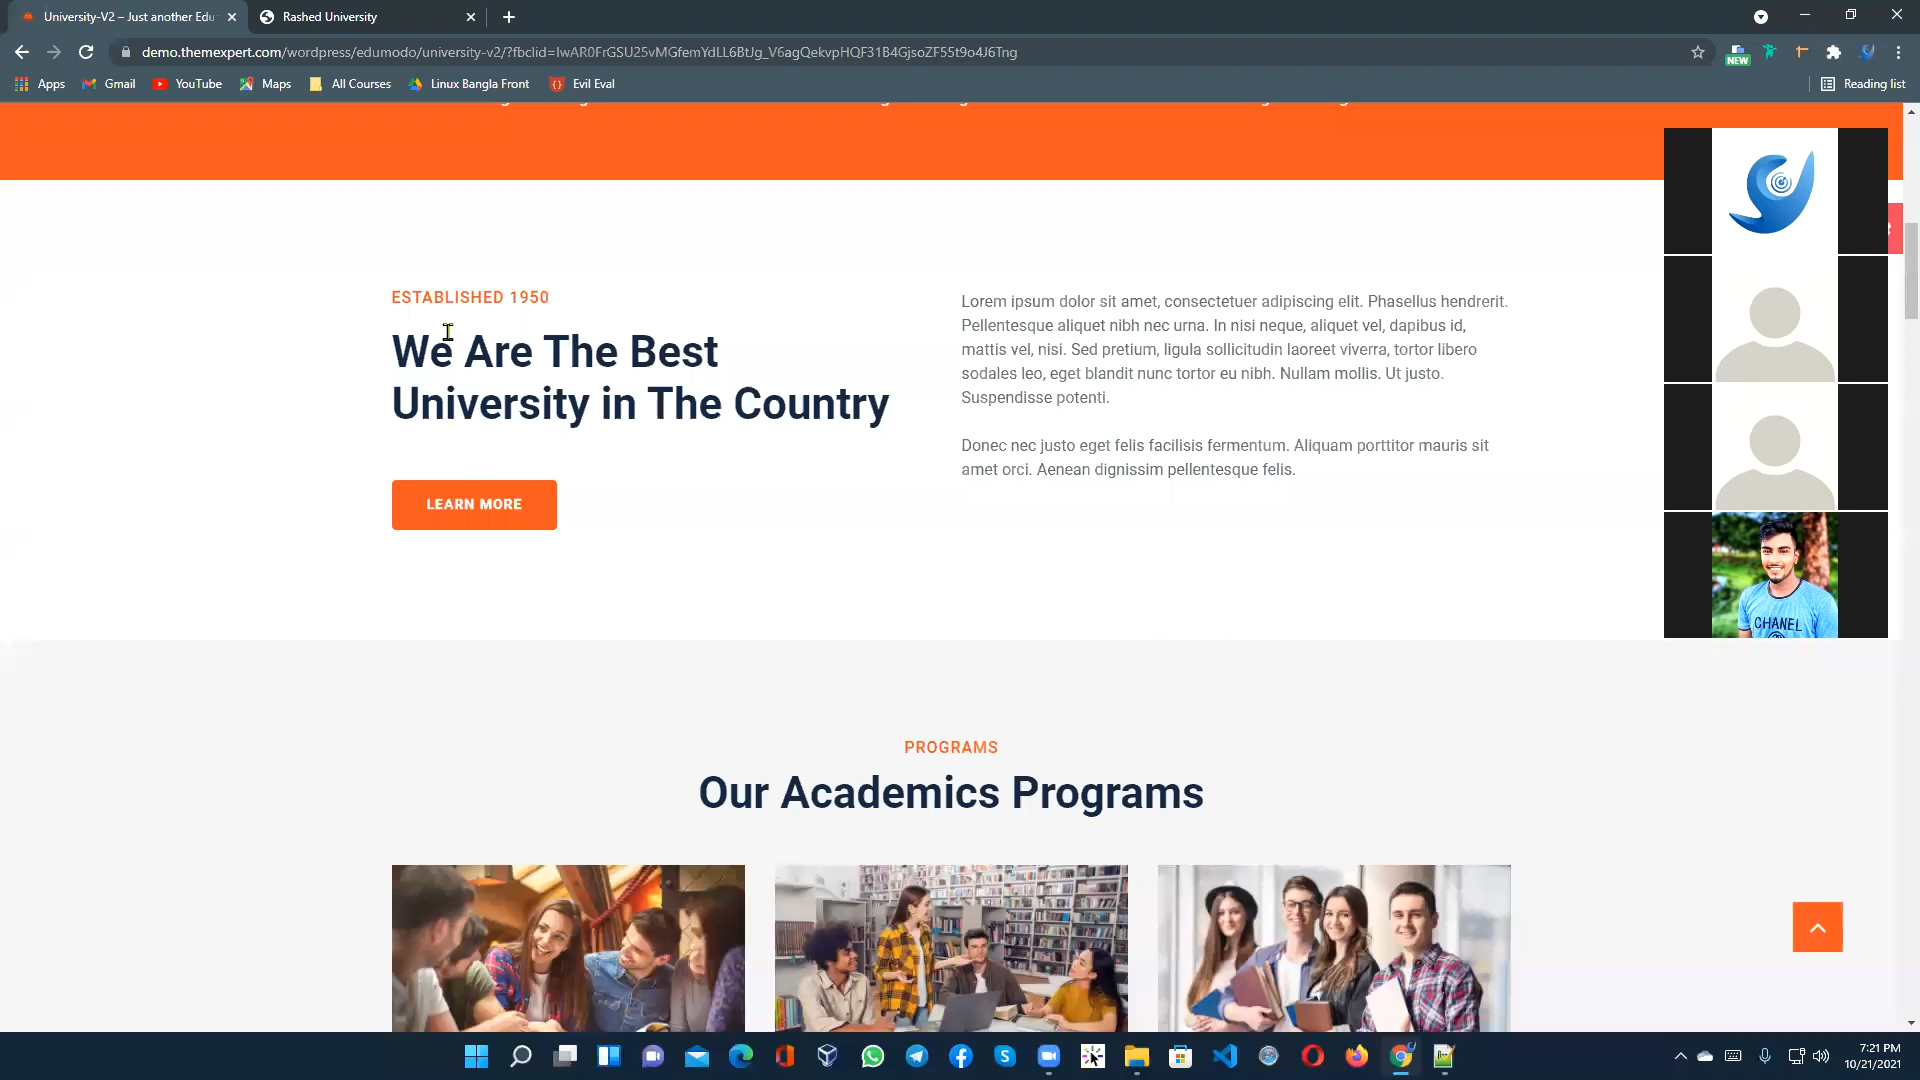 University-V2 – Just another Edu
Rashed University
demo.themexpert.com/wordpress/edumodo/university-v2/?fbclid=IwAR0FrGSU25vMGfemYdLL6BtJg_V6agQekvpHQF31B4GjsoZF55t9o4J6Tng
NEW
Apps
Gmail
YouTube
Maps
All Courses
Linux Bangla Front
Evil Eval
Reading list
ESTABLISHED 1950
We Are The Best
University in The Country
LEARN MORE
Lorem ipsum dolor sit amet, consectetuer adipiscing elit. Phasellus hendrerit.
Pellentesque aliquet nibh nec urna. In nisi neque, aliquet vel, dapibus id,
mattis vel, nisi. Sed pretium, ligula sollicitudin laoreet viverra, tortor libero
sodales leo, eget blandit nunc tortor eu nibh. Nullam mollis. Ut justo.
Suspendisse potenti.
Donec nec justo eget felis facilisis fermentum. Aliquam porttitor mauris sit
amet orci. Aenean dignissim pellentesque felis.
CHANEL
PROGRAMS
Our Academics Programs
7:21 PM
10/21/2021